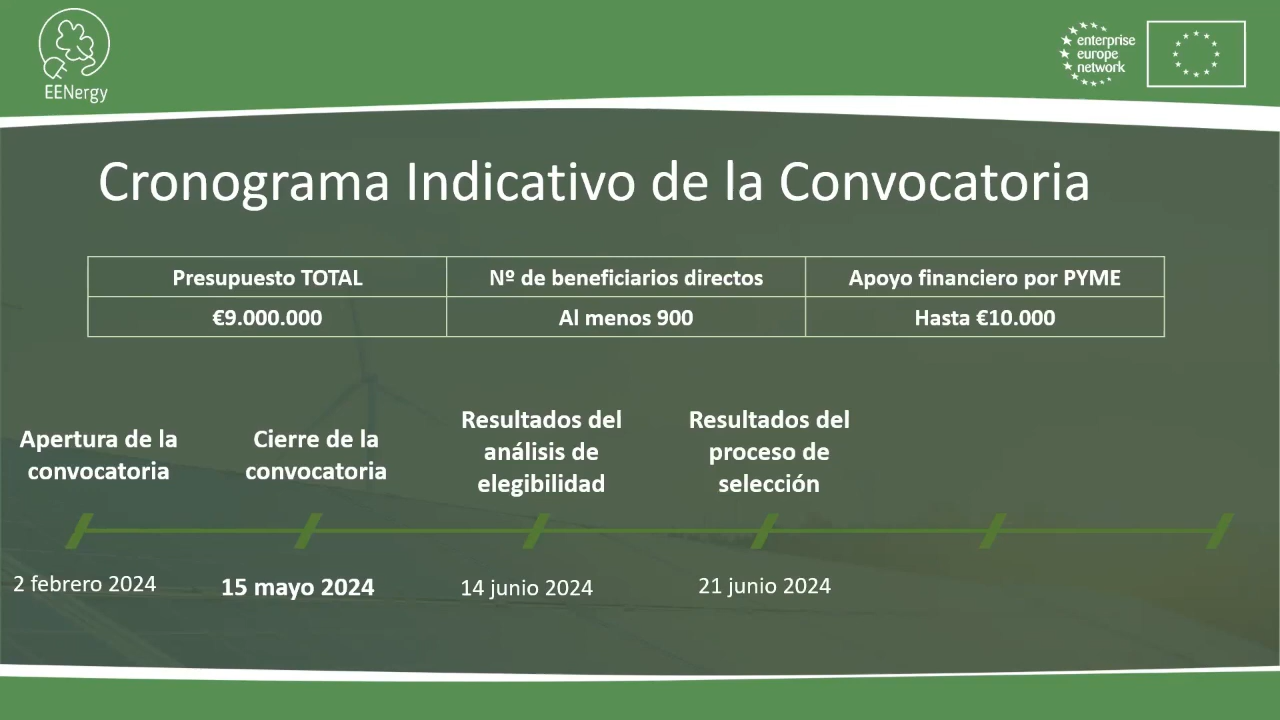 EENergy
enterprise
europe
network
Cronograma Indicativo de la Convocatoria
Presupuesto TOTAL
Nº de beneficiarios directos
Apoyo financiero por PYME
€9.000.000
Al menos 900
Hasta €10.000
Apertura de la
convocatoria
Cierre de la
convocatoria
Resultados del
análisis de
elegibilidad
Resultados del
proceso de
selección
2 febrero 2024
15 mayo 2024
14 junio 2024
21 junio 2024